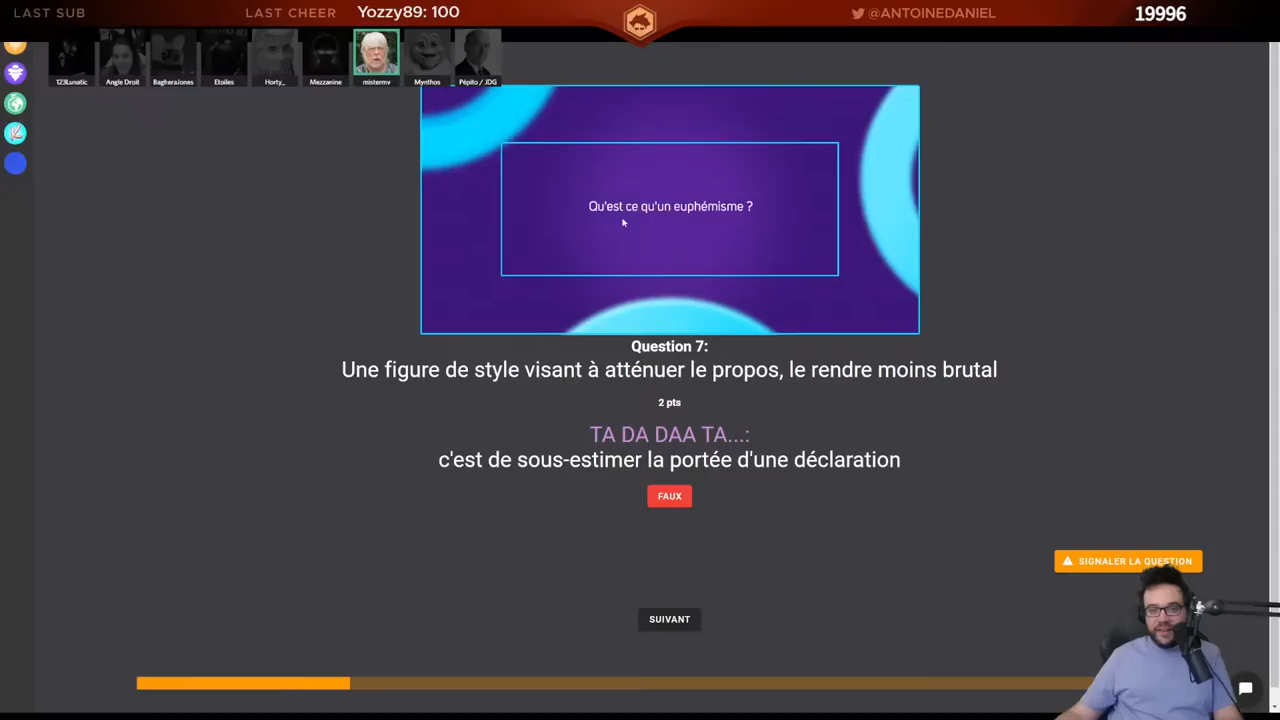 LAST SUB
LAST CHEER
Yozzy89: 100
@ANTOINEDANIEL
19996
123Lunatic
Angle Droit
BagheraJones
Etoiles
Horty_
Mezzanine
mistermv
Mynthos
Pépito / JDG
Qu'est ce qu'un euphémisme ?
Question 7:
Une figure de style visant à atténuer le propos, le rendre moins brutal
2 pts
TA DA DAA TA...:
c'est de sous-estimer la portée d'une déclaration
FAUX
SIGNALER LA QUESTION
SUIVANT